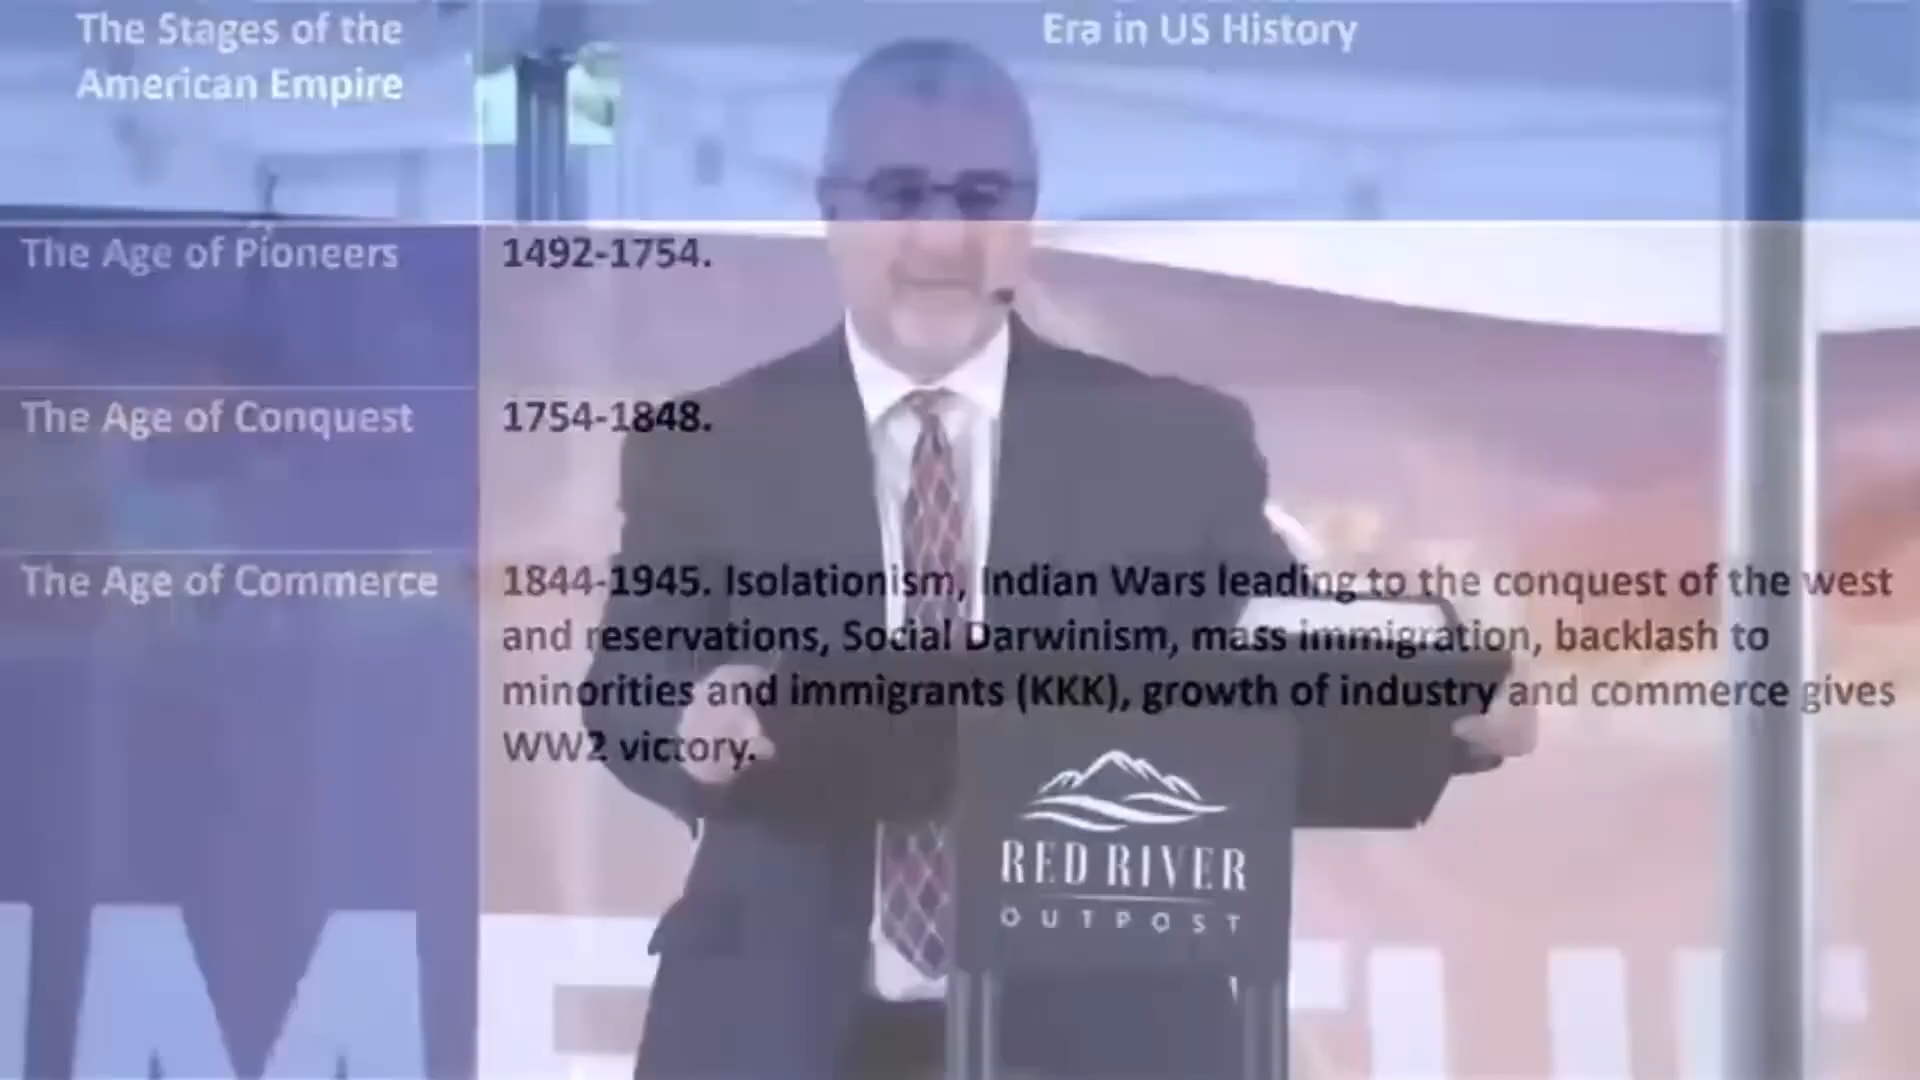 The Stages of the
American Empire
Era in US History
The Age of Pioneers
1492-1754.
The Age of Conquest
1754-1848.
The Age of Commerce
1844-1945. Isolationism, Indian Wars leading to the conquest of the west
and reservations, Social Darwinism, mass immigration, backlash to
minorities and immigrants (KKK), growth of industry and commerce gives
WW2 victory.
RED RIVER
OUTPOST